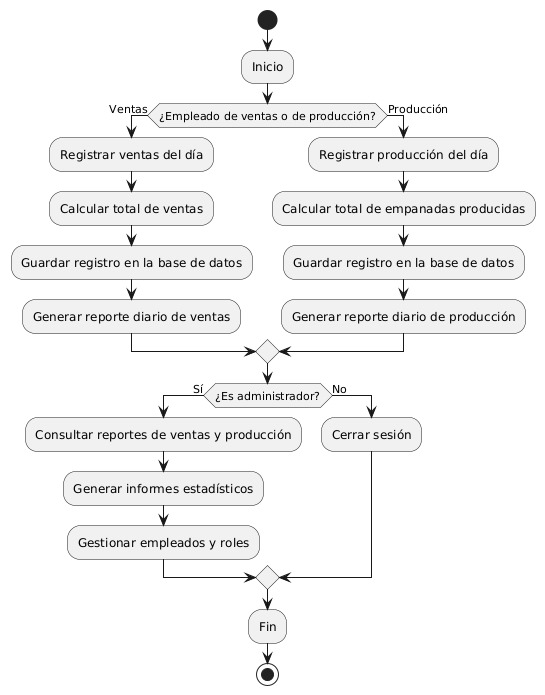 Inicio
Ventas
¿Empleado de ventas o de producción?
Producción
Registrar ventas del día
Registrar producción del día
Calcular total de ventas
Calcular total de empanadas producidas
Guardar registro en la base de datos
Guardar registro en la base de datos
Generar reporte diario de ventas
Generar reporte diario de producción
Sí
¿Es administrador?
No
Consultar reportes de ventas y producción
Cerrar sesión
Generar informes estadísticos
Gestionar empleados y roles
Fin